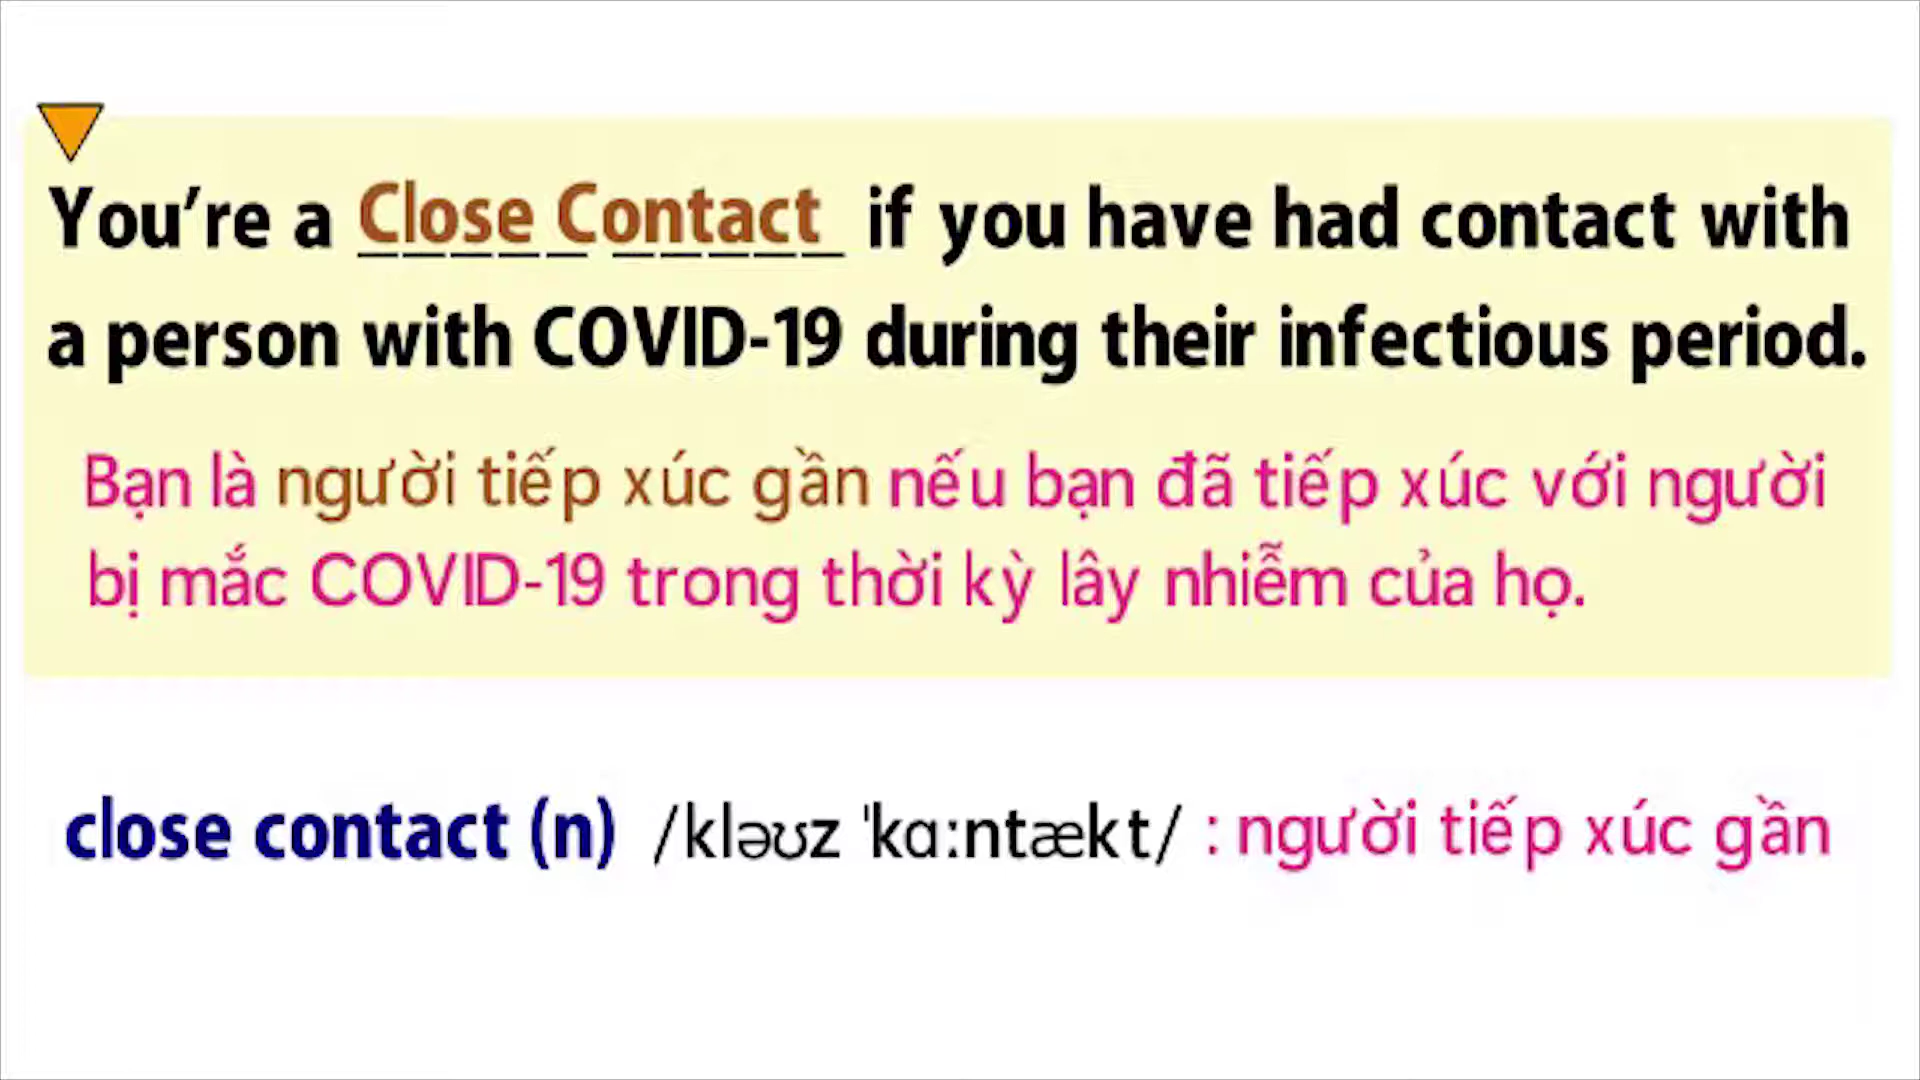 You’re a Close Contact if you have had contact with
a person with COVID-19 during their infectious period.
Bạn là người tiếp xúc gần nếu bạn đã tiếp xúc với người
bị mắc COVID-19 trong thời kỳ lây nhiễm của họ.
close contact (n) /kləʊz ˈkɑːntækt/ : người tiếp xúc gần